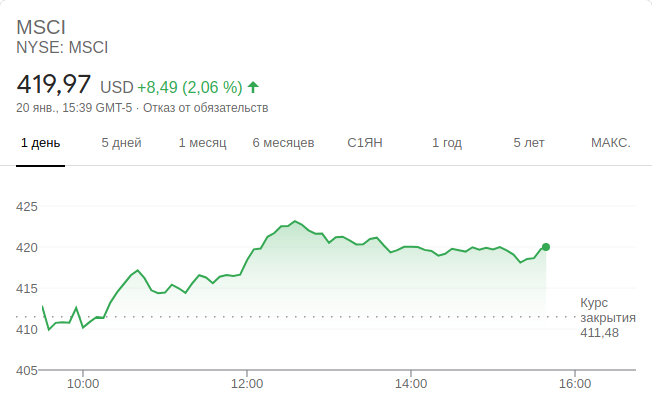 MSCI
NYSE: MSCI
419,97 USD +8,49 (2,06 %)
20 янв., 15:39 GMT-5 · Отказ от обязательств
1 день 5 дней 1 месяц 6 месяцев С1ЯН 1 год 5 лет МАКС.
425
420
415
Курс
закрытия
411,48
410
405
10:00 12:00 14:00 16:00